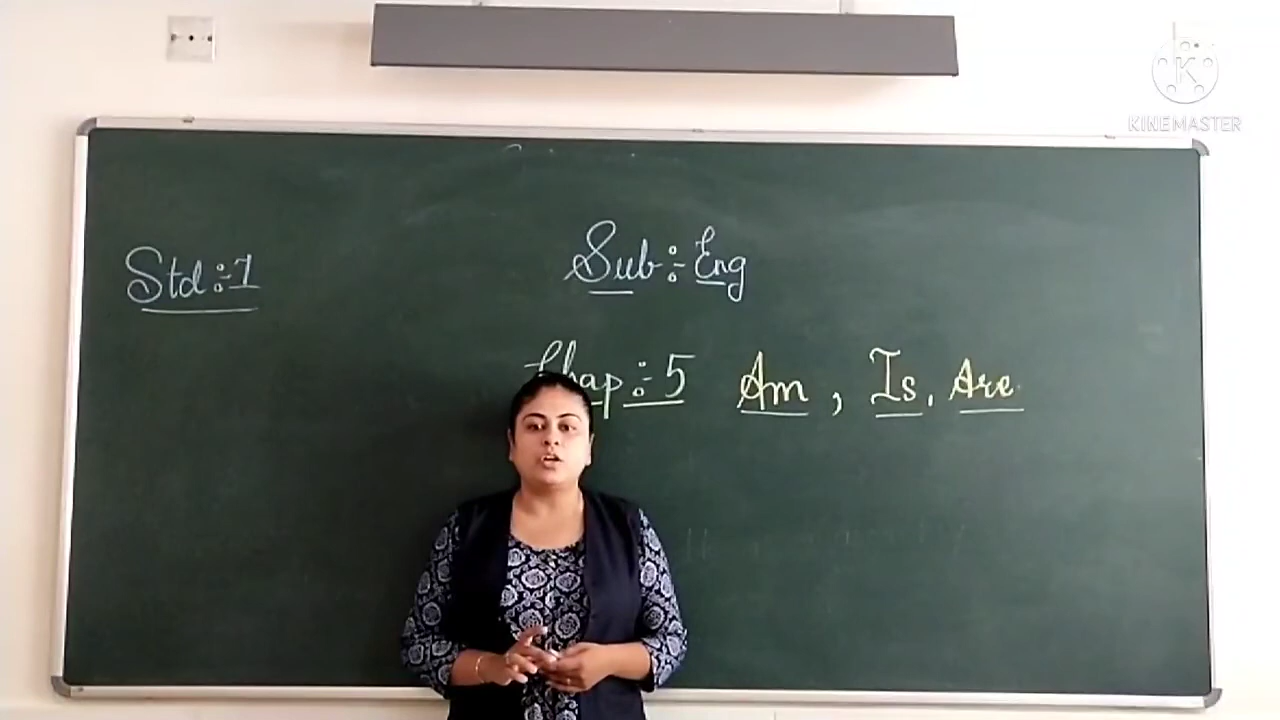 KINEMASTER
Std :- 1
Sub :- Eng
Chap :- 5 Am, Is, Are